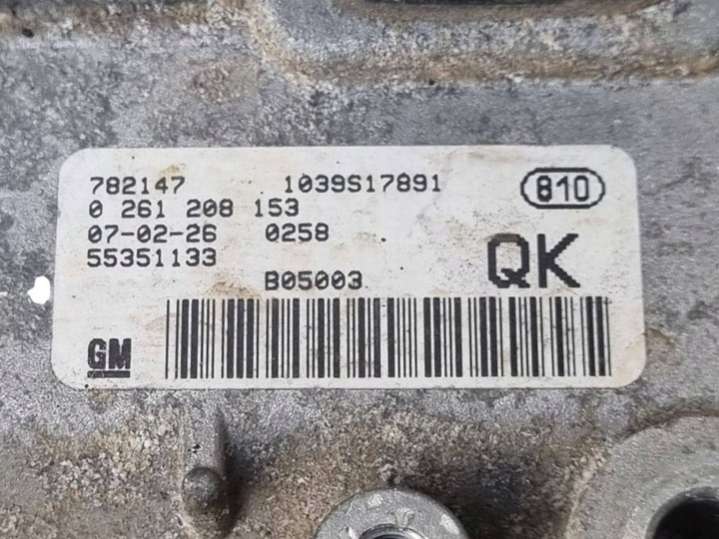 782147 1039S17891 810
0 261 208 153
07-02-26 0258
55351133 QK
B05003
GM